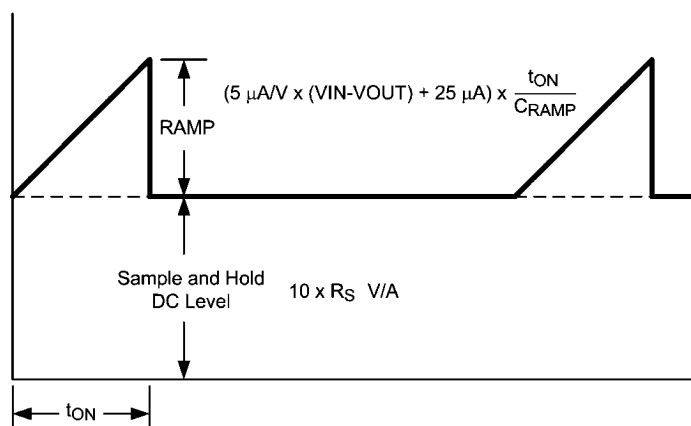 (5 μA/V x (VIN-VOUT) + 25 μA) x tON / CRAMP
RAMP
Sample and Hold
DC Level
10 x RS V/A
tON